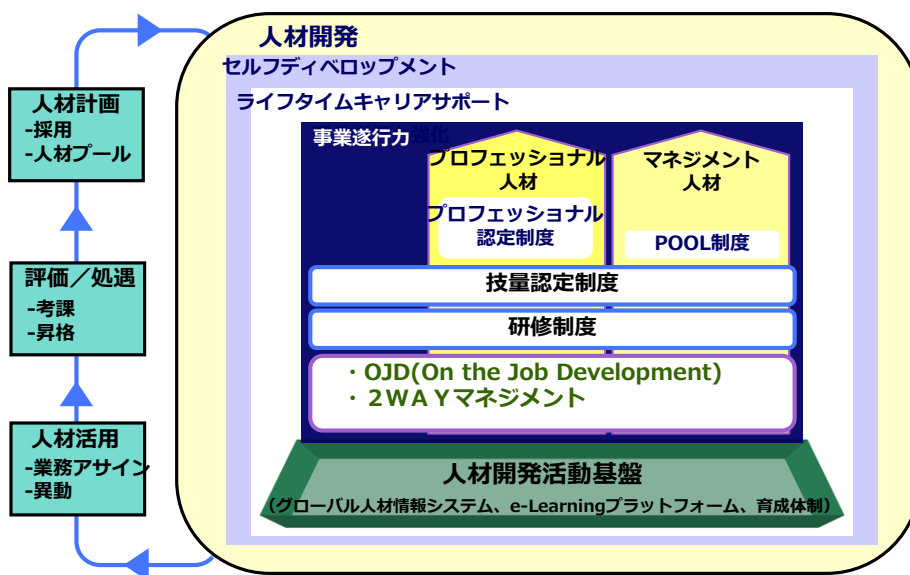 人材開発
セルフディベロップメント
ライフタイムキャリアサポート
人材計画
-採用
-人材プール
評価／処遇
-考課
-昇格
人材活用
-業務アサイン
-異動
事業遂行力強化
プロフェッショナル
人材
プロフェッショナル
認定制度
マネジメント
人材
POOL制度
技量認定制度
研修制度
・OJD(On the Job Development)
・２ＷＡＹマネジメント
人材開発活動基盤
（グローバル人材情報システム、e-Learningプラットフォーム、育成体制）